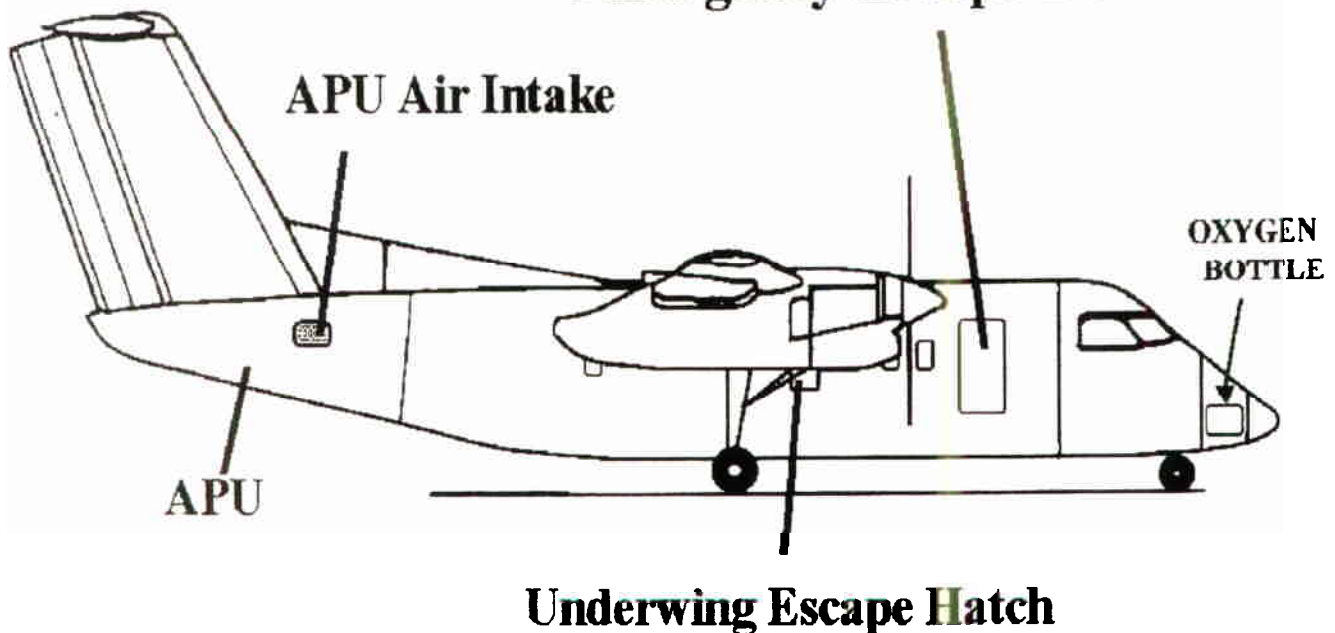 APU Air Intake
OXYGEN
BOTTLE
APU
Underwing Escape Hatch